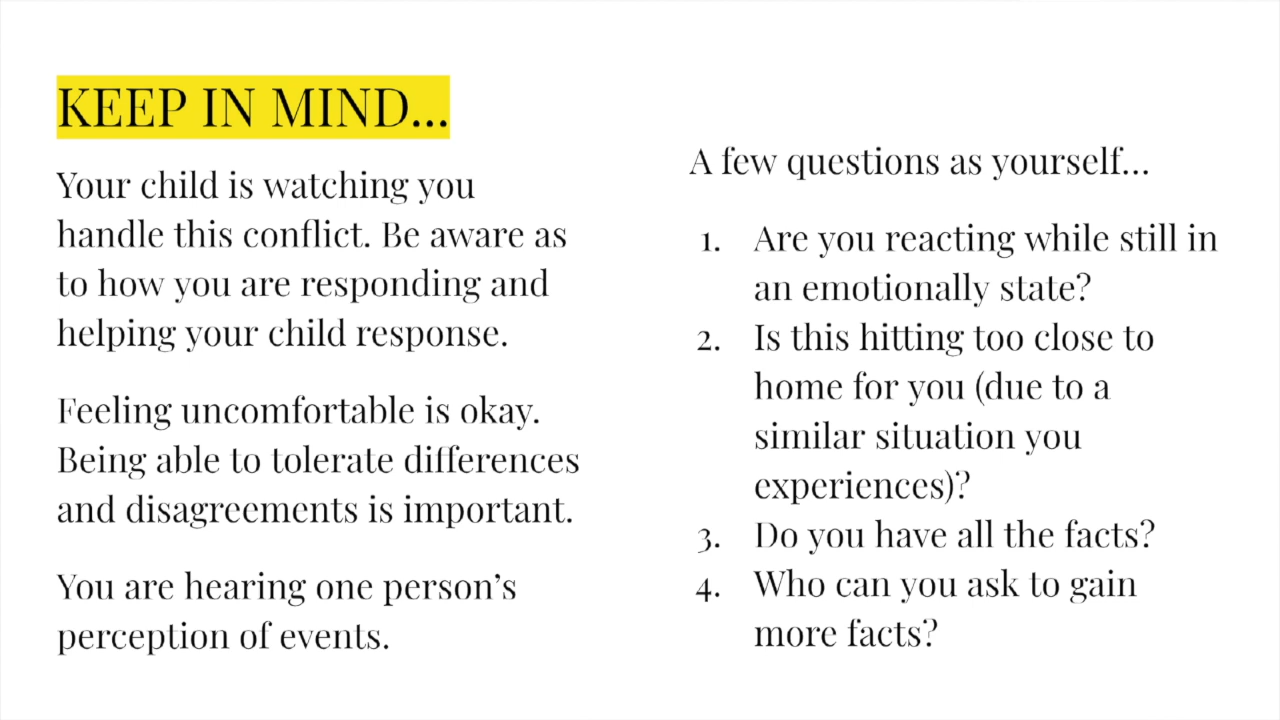 KEEP IN MIND...
Your child is watching you
handle this conflict. Be aware as
to how you are responding and
helping your child response.
Feeling uncomfortable is okay.
Being able to tolerate differences
and disagreements is important.
You are hearing one person’s
perception of events.
A few questions as yourself...
1. Are you reacting while still in
an emotionally state?
2. Is this hitting too close to
home for you (due to a
similar situation you
experiences)?
3. Do you have all the facts?
4. Who can you ask to gain
more facts?